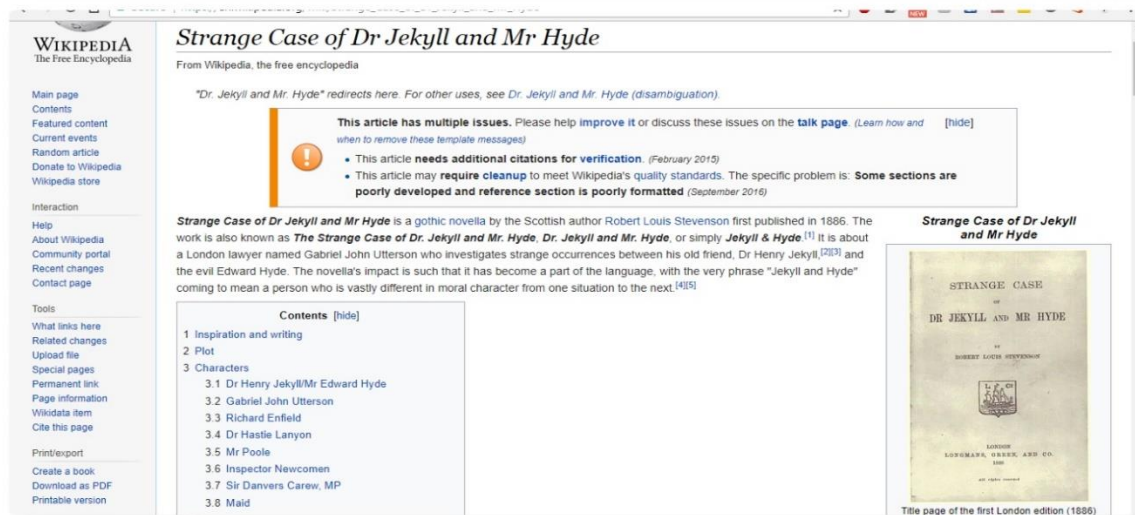 WIKIPEDIA
The Free Encyclopedia
Main page
Contents
Featured content
Current events
Random article
Donate to Wikipedia
Wikipedia store
Interaction
Help
About Wikipedia
Community portal
Recent changes
Contact page
Tools
What links here
Related changes
Upload file
Special pages
Permanent link
Page information
Wikidata item
Cite this page
Print/export
Create a book
Download as PDF
Printable version
Strange Case of Dr Jekyll and Mr Hyde
From Wikipedia, the free encyclopedia
"Dr. Jekyll and Mr. Hyde" redirects here. For other uses, see Dr. Jekyll and Mr. Hyde (disambiguation).
This article has multiple issues. Please help improve it or discuss these issues on the talk page. (Learn how and [hide]
when to remove these template messages)
• This article needs additional citations for verification. (February 2015)
• This article may require cleanup to meet Wikipedia's quality standards. The specific problem is: Some sections are
poorly developed and reference section is poorly formatted (September 2016)
Strange Case of Dr Jekyll and Mr Hyde is a gothic novella by the Scottish author Robert Louis Stevenson first published in 1886. The
work is also known as The Strange Case of Dr. Jekyll and Mr. Hyde, Dr. Jekyll and Mr. Hyde, or simply Jekyll & Hyde.[1] It is about
a London lawyer named Gabriel John Utterson who investigates strange occurrences between his old friend, Dr Henry Jekyll,[2][3] and
the evil Edward Hyde. The novella's impact is such that it has become a part of the language, with the very phrase "Jekyll and Hyde"
coming to mean a person who is vastly different in moral character from one situation to the next.[4][5]
Contents [hide]
1 Inspiration and writing
2 Plot
3 Characters
3.1 Dr Henry Jekyll/Mr Edward Hyde
3.2 Gabriel John Utterson
3.3 Richard Enfield
3.4 Dr Hastie Lanyon
3.5 Mr Poole
3.6 Inspector Newcomen
3.7 Sir Danvers Carew, MP
3.8 Maid
Strange Case of Dr Jekyll
and Mr Hyde
STRANGE CASE
OF
DR JEKYLL AND MR HYDE
BY
ROBERT LOUIS STEVENSON
LONDON
LONGMANS, GREEN, AND CO.
1886
All rights reserved
Title page of the first London edition (1886)
NEW